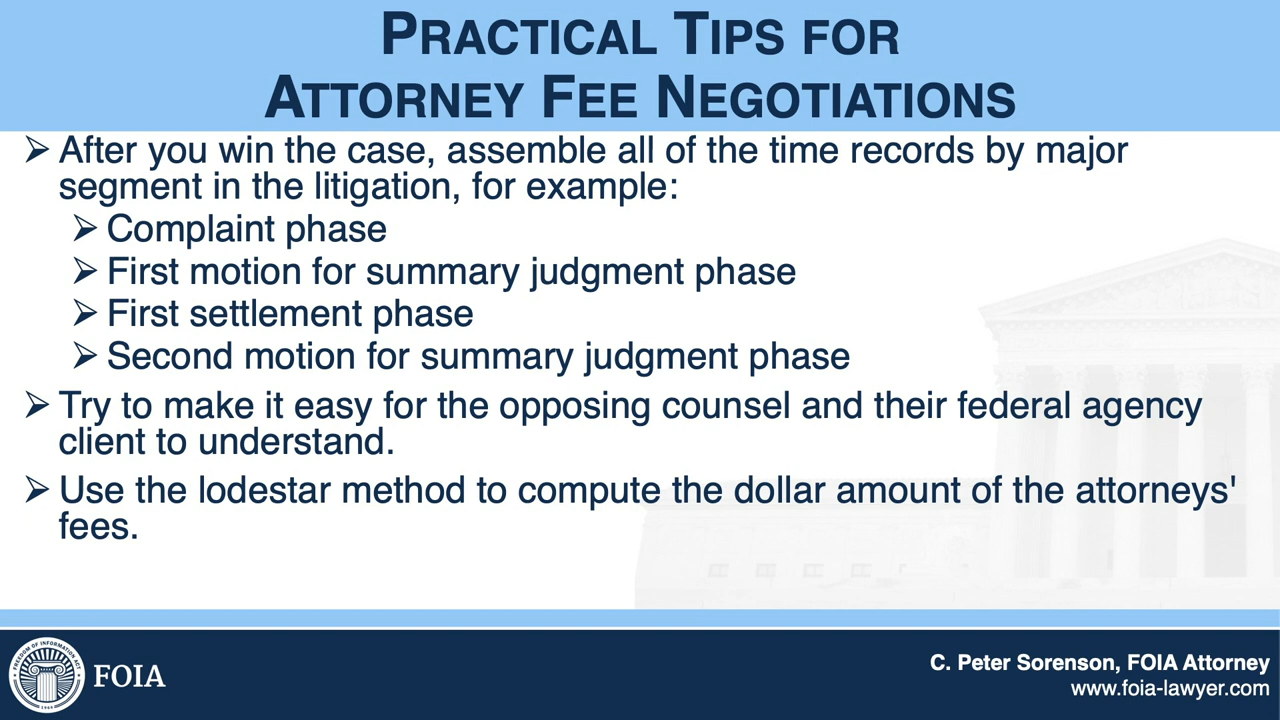 PRACTICAL TIPS FOR
ATTORNEY FEE NEGOTIATIONS
➢ After you win the case, assemble all of the time records by major
segment in the litigation, for example:
➢ Complaint phase
➢ First motion for summary judgment phase
➢ First settlement phase
➢ Second motion for summary judgment phase
➢ Try to make it easy for the opposing counsel and their federal agency
client to understand.
➢ Use the lodestar method to compute the dollar amount of the attorneys'
fees.
FREEDOM OF INFORMATION ACT
FOIA
C. Peter Sorenson, FOIA Attorney
www.foia-lawyer.com